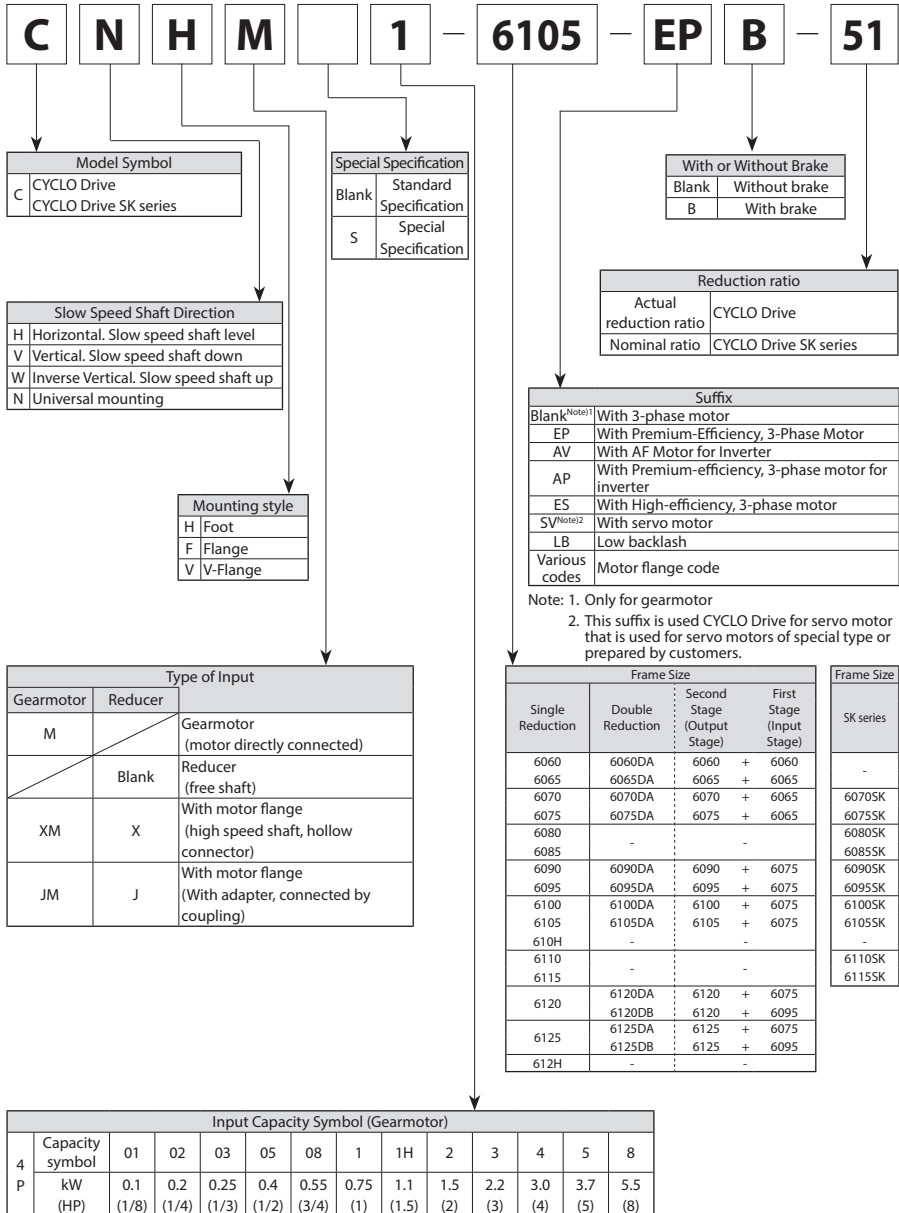 C N H M 1 － 6105 － EP B － 51
Model Symbol
C CYCLO Drive
CYCLO Drive SK series
Special Specification
Blank Standard Specification
S Special Specification
With or Without Brake
Blank Without brake
B With brake
Reduction ratio
Actual reduction ratio CYCLO Drive
Nominal ratio CYCLO Drive SK series
Slow Speed Shaft Direction
H Horizontal. Slow speed shaft level
V Vertical. Slow speed shaft down
W Inverse Vertical. Slow speed shaft up
N Universal mounting
Suffix
Blank Note)1 With 3-phase motor
EP With Premium-Efficiency, 3-Phase Motor
AV With AF Motor for Inverter
AP With Premium-efficiency, 3-phase motor for inverter
ES With High-efficiency, 3-phase motor
SV Note)2 With servo motor
LB Low backlash
Various codes Motor flange code
Note: 1. Only for gearmotor
2. This suffix is used CYCLO Drive for servo motor
that is used for servo motors of special type or
prepared by customers.
Mounting style
H Foot
F Flange
V V-Flange
Type of Input
Gearmotor Reducer
M Gearmotor
(motor directly connected)
Blank Reducer
(free shaft)
XM X With motor flange
(high speed shaft, hollow
connector)
JM J With motor flange
(With adapter, connected by
coupling)
Frame Size
Single Reduction Double Reduction Second Stage (Output Stage) First Stage (Input Stage)
6060 6060DA 6060 + 6060
6065 6065DA 6065 + 6065
6070 6070DA 6070 + 6065
6075 6075DA 6075 + 6065
6080 - -
6085
6090 6090DA 6090 + 6075
6095 6095DA 6095 + 6075
6100 6100DA 6100 + 6075
6105 6105DA 6105 + 6075
610H - -
6110 - -
6115
6120 6120DA 6120 + 6075
6120DB 6120 + 6095
6125 6125DA 6125 + 6075
6125DB 6125 + 6095
612H - -
Frame Size
SK series
-
6070SK
6075SK
6080SK
6085SK
6090SK
6095SK
6100SK
6105SK
-
6110SK
6115SK
Input Capacity Symbol (Gearmotor)
4 P Capacity symbol 01 02 03 05 08 1 1H 2 3 4 5 8
kW 0.1 0.2 0.25 0.4 0.55 0.75 1.1 1.5 2.2 3.0 3.7 5.5
(HP) (1/8) (1/4) (1/3) (1/2) (3/4) (1) (1.5) (2) (3) (4) (5) (8)